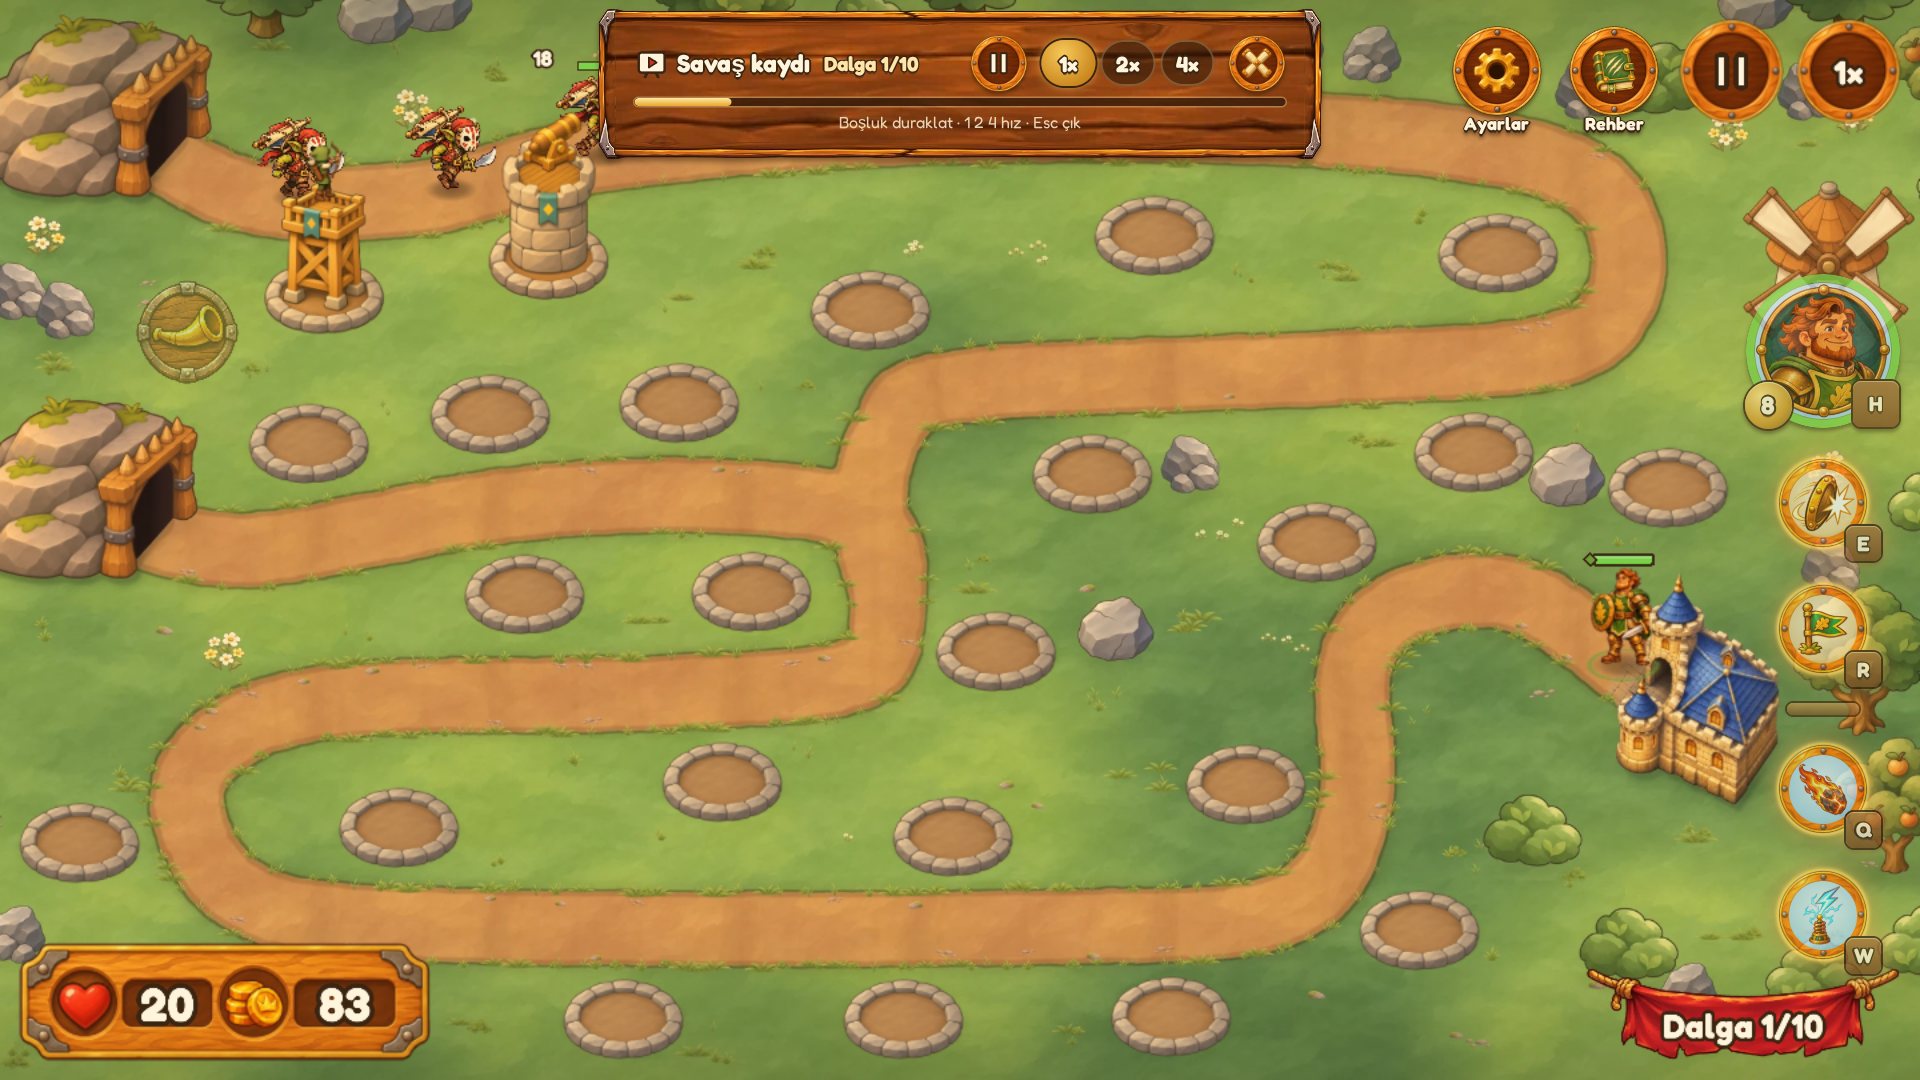 18
Savaş kaydı Dalga 1/10
1x 2x 4x
Boşluk duraklat · 1 2 4 hız · Esc çık
1x
Ayarlar
Rehber
8
H
E
R
Q
W
20
83
Dalga 1/10